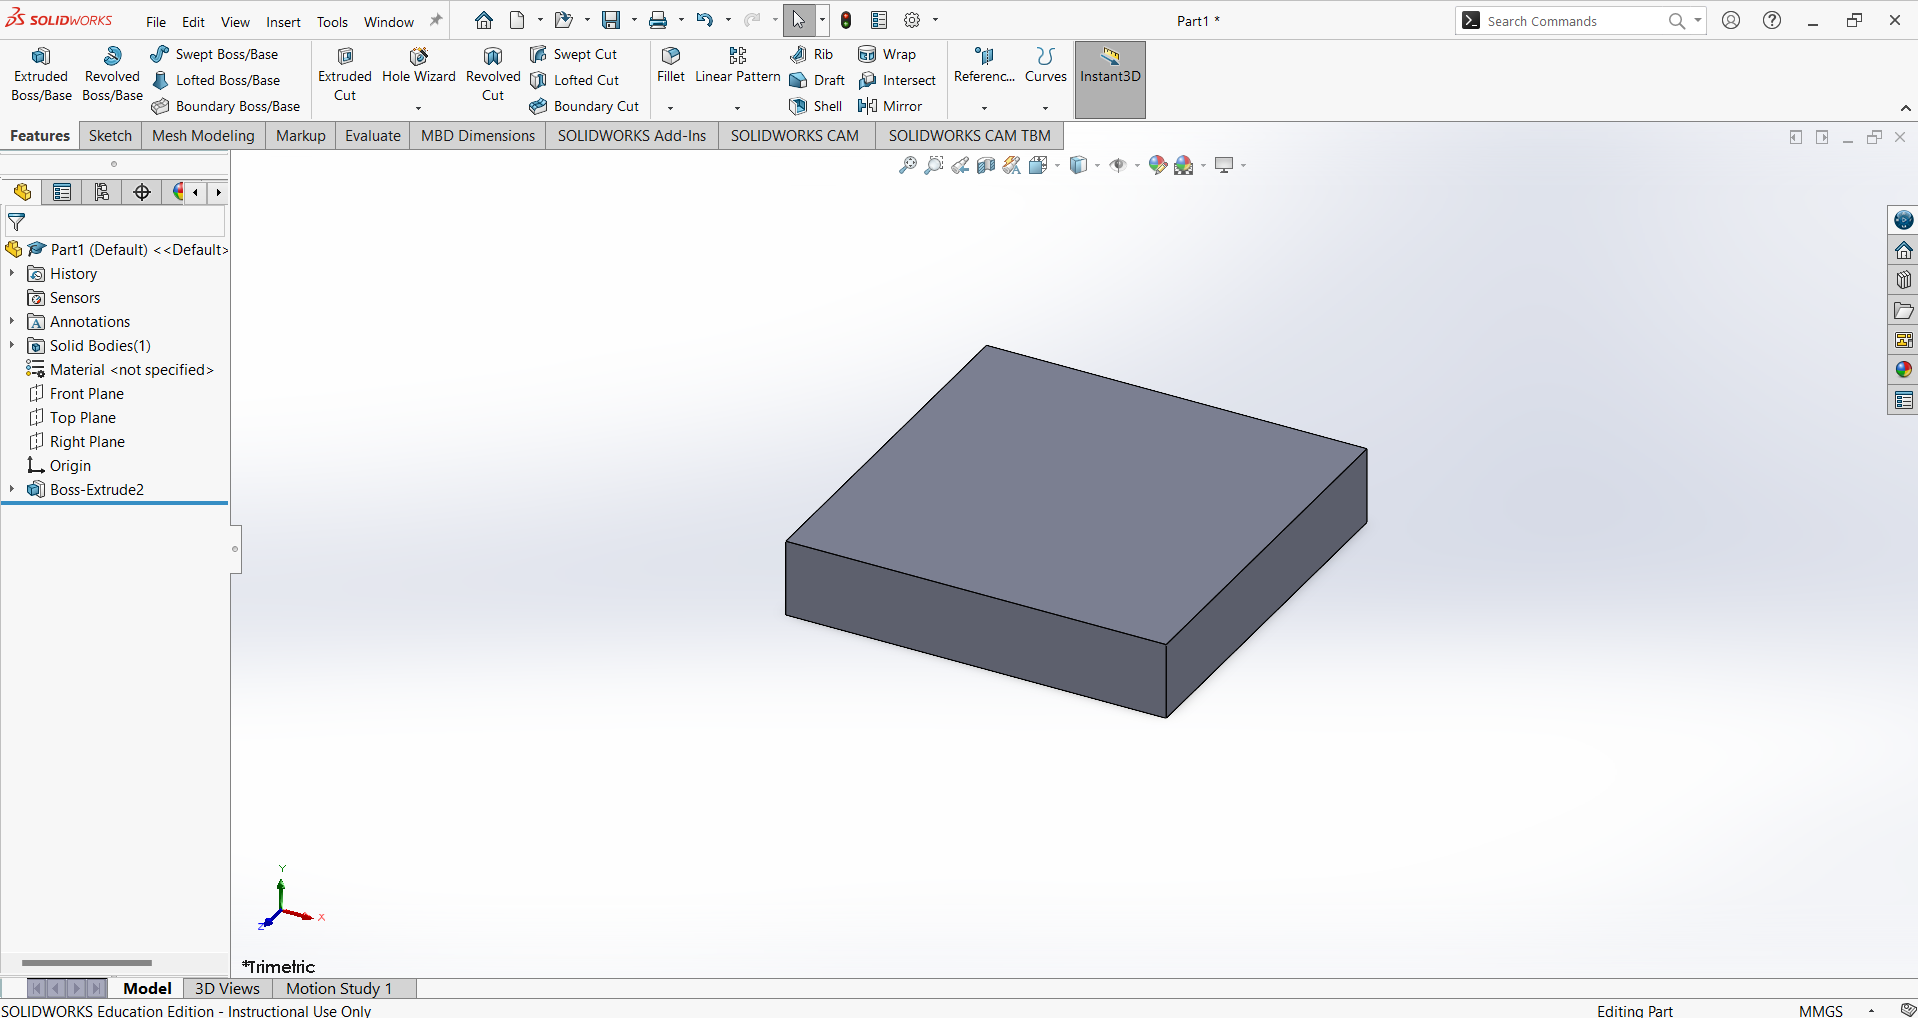 SOLIDWORKS File Edit View Insert Tools Window Part1 * Search Commands
Extruded Boss/Base
Revolved Boss/Base
Swept Boss/Base
Lofted Boss/Base
Boundary Boss/Base
Extruded Cut
Hole Wizard
Revolved Cut
Swept Cut
Lofted Cut
Boundary Cut
Fillet
Linear Pattern
Rib
Draft
Shell
Wrap
Intersect
Mirror
Referenc...
Curves
Instant3D
Features Sketch Mesh Modeling Markup Evaluate MBD Dimensions SOLIDWORKS Add-Ins SOLIDWORKS CAM SOLIDWORKS CAM TBM
Part1 (Default) <<Default>
History
Sensors
Annotations
Solid Bodies(1)
Material <not specified>
Front Plane
Top Plane
Right Plane
Origin
Boss-Extrude2
Y
X
Z
*Trimetric
Model 3D Views Motion Study 1
SOLIDWORKS Education Edition - Instructional Use Only Editing Part MMGS